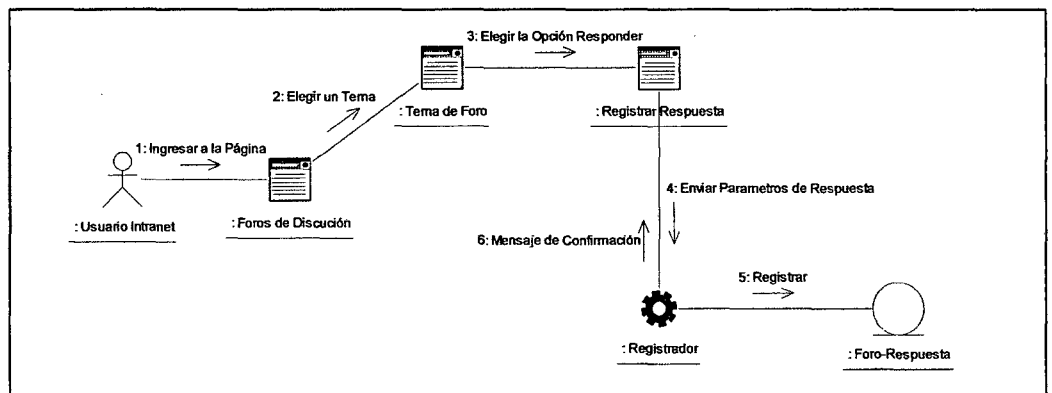 3: Elegir la Opción Responder
2: Elegir un Tema
: Tema de Foro
: Registrar Respuesta
1: Ingresar a la Página
4: Enviar Parametros de Respuesta
: Usuario Intranet
: Foros de Discución
6: Mensaje de Confirmación
5: Registrar
: Registrador
: Foro-Respuesta